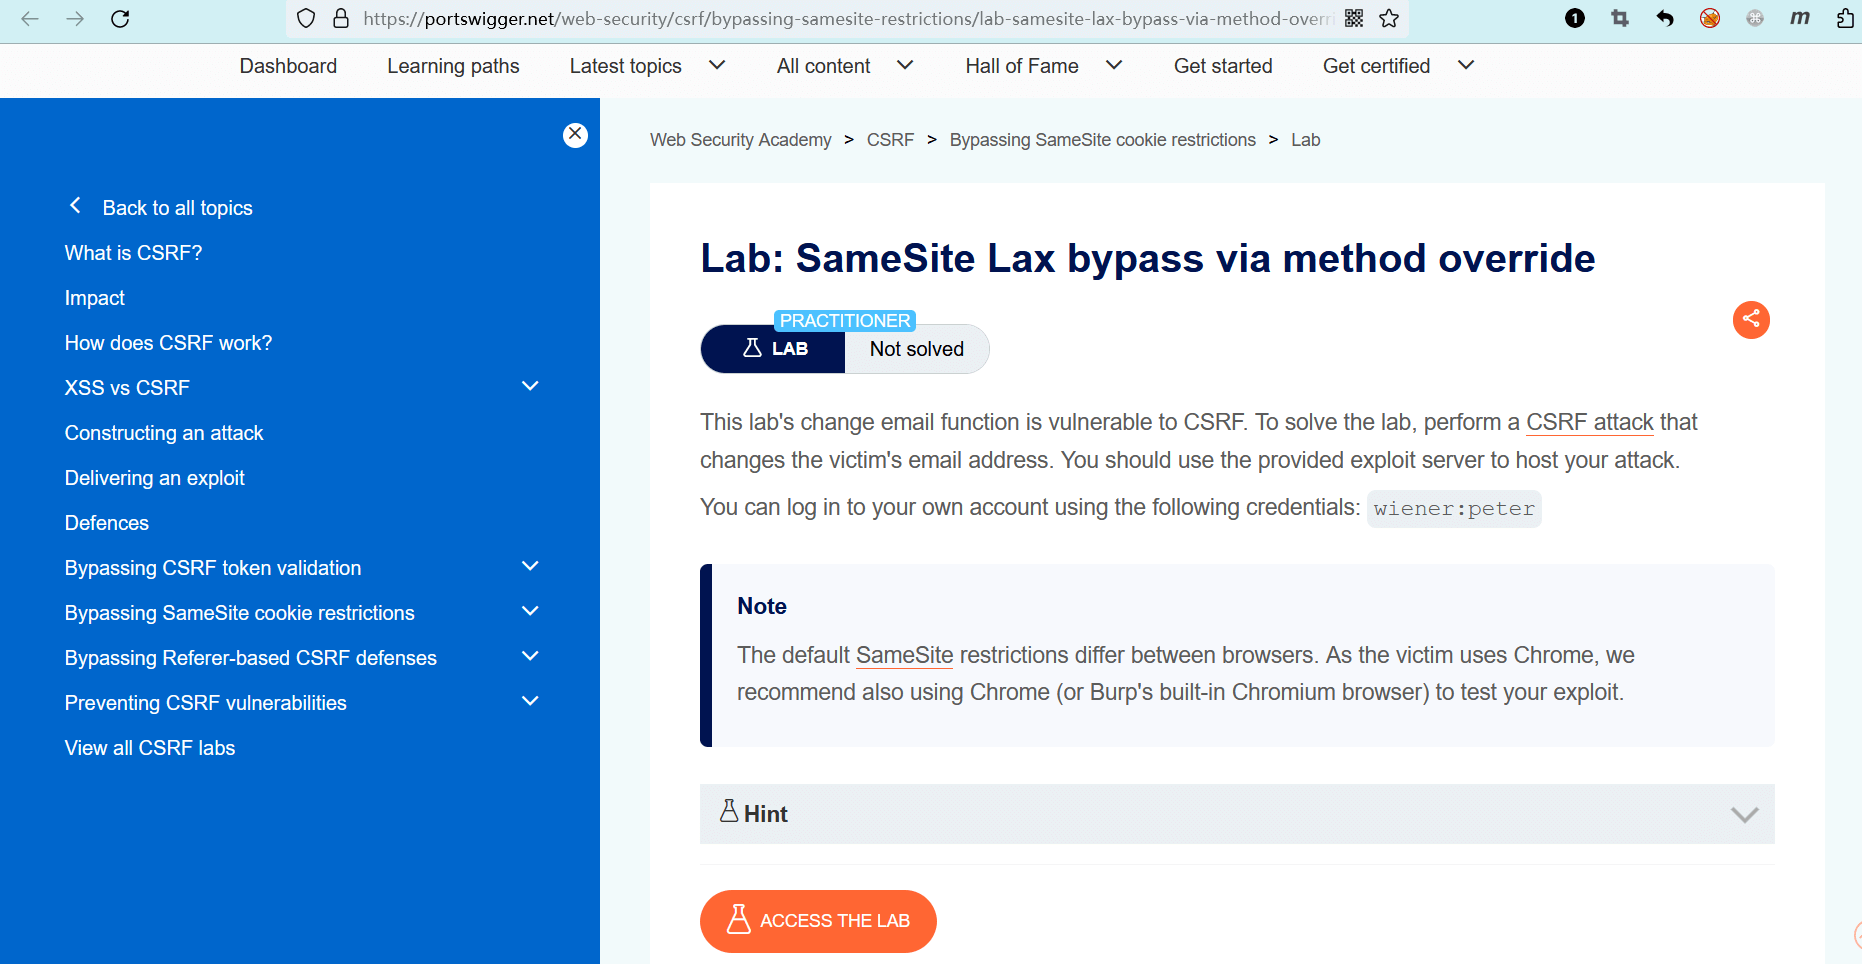 https://portswigger.net/web-security/csrf/bypassing-samesite-restrictions/lab-samesite-lax-bypass-via-method-overri
1
m
Dashboard
Learning paths
Latest topics
All content
Hall of Fame
Get started
Get certified
Back to all topics
What is CSRF?
Impact
How does CSRF work?
XSS vs CSRF
Constructing an attack
Delivering an exploit
Defences
Bypassing CSRF token validation
Bypassing SameSite cookie restrictions
Bypassing Referer-based CSRF defenses
Preventing CSRF vulnerabilities
View all CSRF labs
Web Security Academy > CSRF > Bypassing SameSite cookie restrictions > Lab
Lab: SameSite Lax bypass via method override
PRACTITIONER
LAB
Not solved
This lab's change email function is vulnerable to CSRF. To solve the lab, perform a CSRF attack that
changes the victim's email address. You should use the provided exploit server to host your attack.
You can log in to your own account using the following credentials: wiener:peter
Note
The default SameSite restrictions differ between browsers. As the victim uses Chrome, we
recommend also using Chrome (or Burp's built-in Chromium browser) to test your exploit.
Hint
ACCESS THE LAB